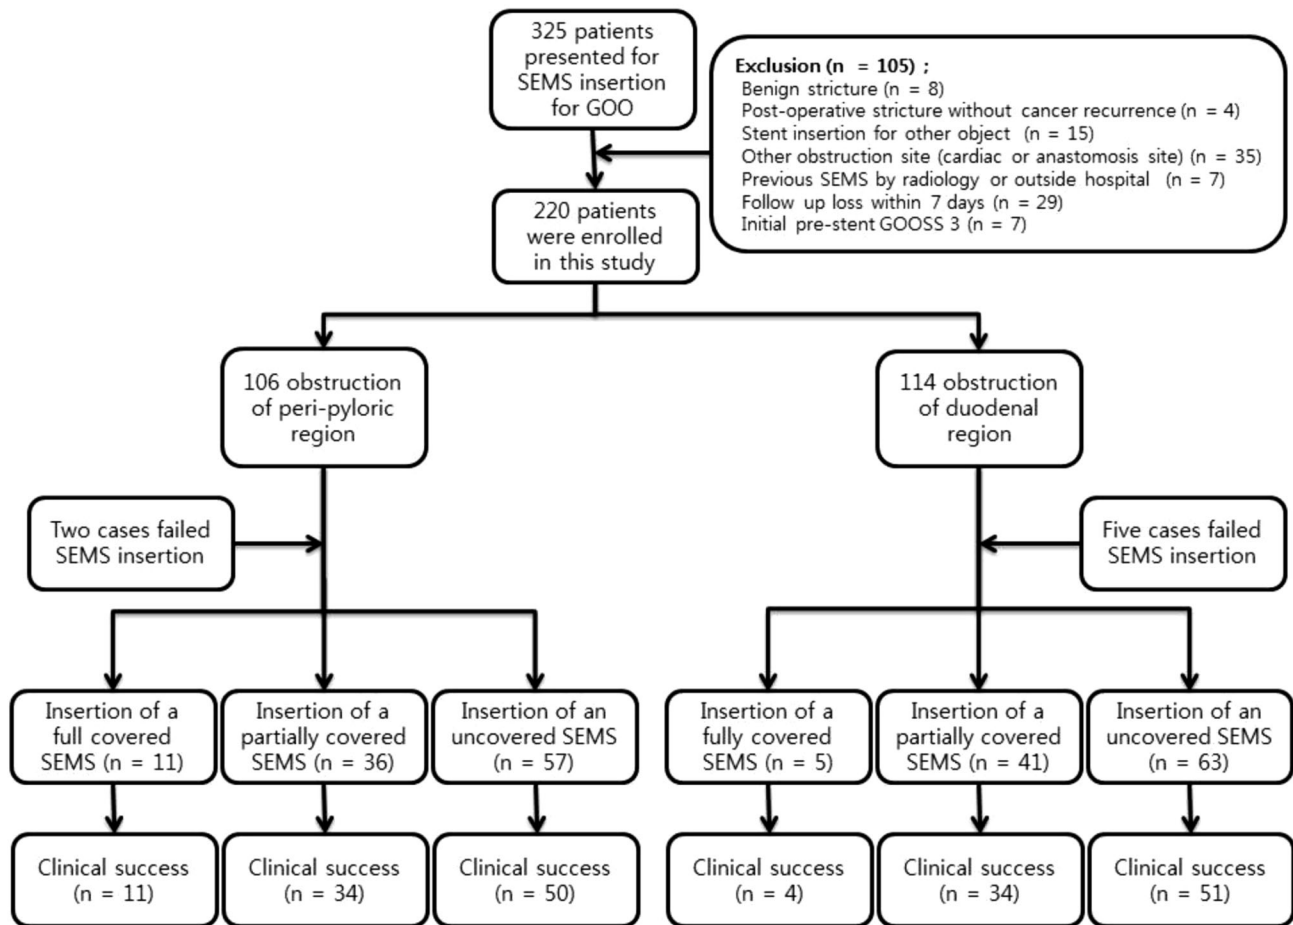 325 patients
presented for
SEMS insertion
for GOO
Exclusion (n = 105) ;
Benign stricture (n = 8)
Post-operative stricture without cancer recurrence (n = 4)
Stent insertion for other object (n = 15)
Other obstruction site (cardiac or anastomosis site) (n = 35)
Previous SEMS by radiology or outside hospital (n = 7)
Follow up loss within 7 days (n = 29)
Initial pre-stent GOOSS 3 (n = 7)
220 patients
were enrolled
in this study
106 obstruction
of peri-pyloric
region
114 obstruction
of duodenal
region
Two cases failed
SEMS insertion
Five cases failed
SEMS insertion
Insertion of a
full covered
SEMS (n = 11)
Insertion of a
partially covered
SEMS (n = 36)
Insertion of an
uncovered SEMS
(n = 57)
Insertion of a
fully covered
SEMS (n = 5)
Insertion of a
partially covered
SEMS (n = 41)
Insertion of an
uncovered SEMS
(n = 63)
Clinical success
(n = 11)
Clinical success
(n = 34)
Clinical success
(n = 50)
Clinical success
(n = 4)
Clinical success
(n = 34)
Clinical success
(n = 51)